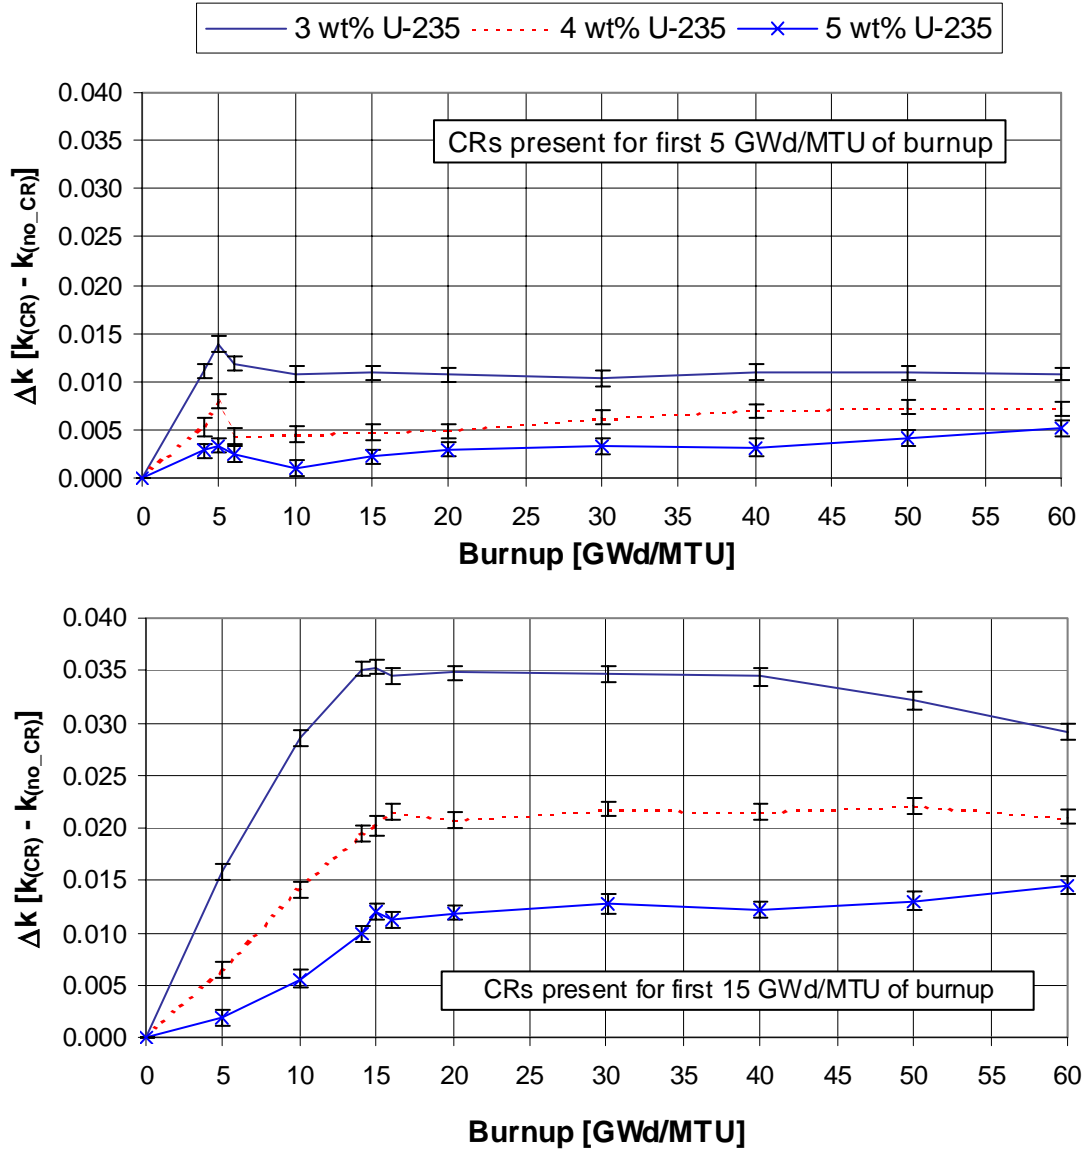 3 wt% U-235 4 wt% U-235 5 wt% U-235
CRs present for first 5 GWd/MTU of burnup
Δk [k(CR) - k(no_CR)]
0.040
0.035
0.030
0.025
0.020
0.015
0.010
0.005
0.000
0 5 10 15 20 25 30 35 40 45 50 55 60
Burnup [GWd/MTU]
Δk [k(CR) - k(no_CR)]
0.040
0.035
0.030
0.025
0.020
0.015
0.010
0.005
0.000
CRs present for first 15 GWd/MTU of burnup
0 5 10 15 20 25 30 35 40 45 50 55 60
Burnup [GWd/MTU]